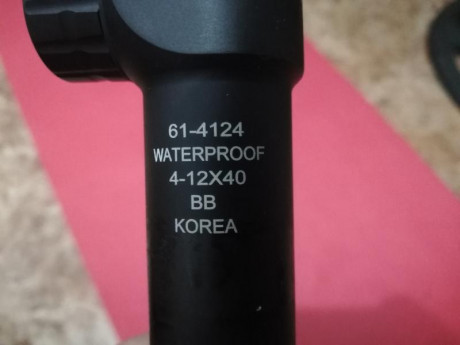 61-4124
WATERPROOF
4-12X40
BB
KOREA